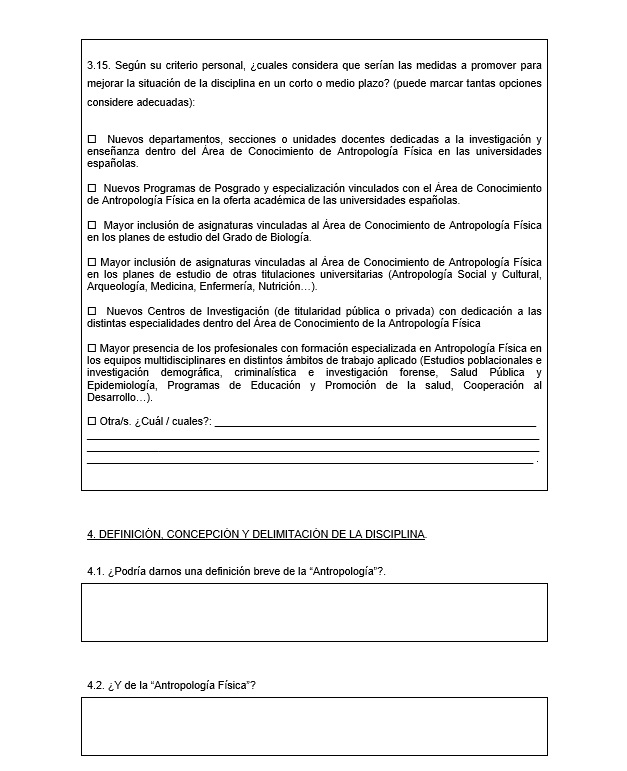 3.15. Según su criterio personal, ¿cuales considera que serían las medidas a promover para
mejorar la situación de la disciplina en un corto o medio plazo? (puede marcar tantas opciones
considere adecuadas):
☐ Nuevos departamentos, secciones o unidades docentes dedicadas a la investigación y
enseñanza dentro del Área de Conocimiento de Antropología Física en las universidades
españolas.
☐ Nuevos Programas de Posgrado y especialización vinculados con el Área de Conocimiento
de Antropología Física en la oferta académica de las universidades españolas.
☐ Mayor inclusión de asignaturas vinculadas al Área de Conocimiento de Antropología Física
en los planes de estudio del Grado de Biología.
☐ Mayor inclusión de asignaturas vinculadas al Área de Conocimiento de Antropología Física
en los planes de estudio de otras titulaciones universitarias (Antropología Social y Cultural,
Arqueología, Medicina, Enfermería, Nutrición…).
☐ Nuevos Centros de Investigación (de titularidad pública o privada) con dedicación a las
distintas especialidades dentro del Área de Conocimiento de la Antropología Física
☐ Mayor presencia de los profesionales con formación especializada en Antropología Física en
los equipos multidisciplinares en distintos ámbitos de trabajo aplicado (Estudios poblacionales e
investigación demográfica, criminalística e investigación forense, Salud Pública y
Epidemiología, Programas de Educación y Promoción de la salud, Cooperación al
Desarrollo…).
☐ Otra/s. ¿Cuál / cuales?: ____________________
____________________
____________________
____________________ .
4. DEFINICIÓN, CONCEPCIÓN Y DELIMITACIÓN DE LA DISCIPLINA.
4.1. ¿Podría darnos una definición breve de la “Antropología”?.
4.2. ¿Y de la “Antropología Física”?